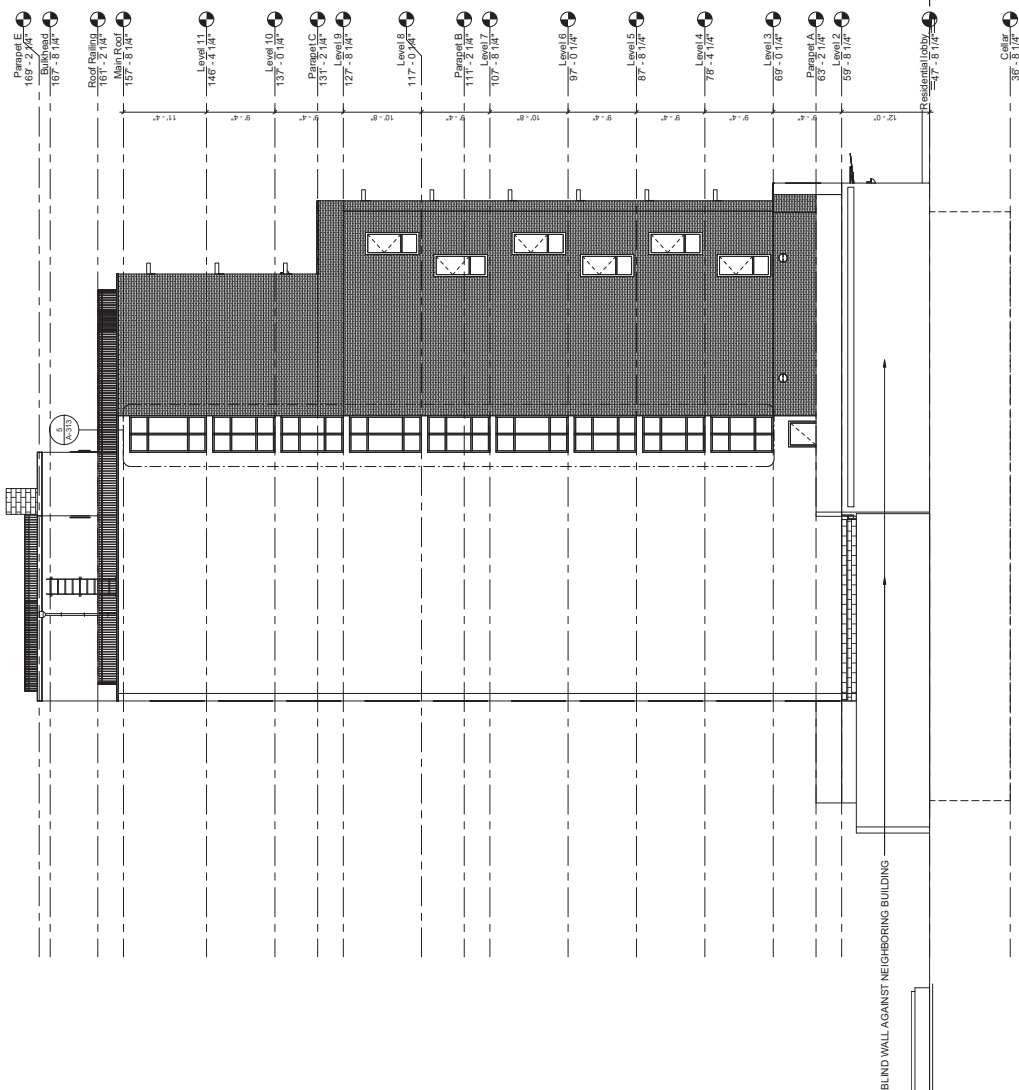 Parapet E
169' - 2 1/4"
Bulkhead
167' - 8 1/4"
Roof Railing
161' - 2 1/4"
Main Roof
157' - 8 1/4"
Level 11
146' - 4 1/4"
Level 10
137' - 0 1/4"
Parapet C
131' - 2 1/4"
Level 9
127' - 8 1/4"
Level 8
117' - 0 1/4"
Parapet B
111' - 2 1/4"
Level 7
107' - 8 1/4"
Level 6
97' - 0 1/4"
Level 5
87' - 8 1/4"
Level 4
78' - 4 1/4"
Level 3
69' - 0 1/4"
Parapet A
63' - 2 1/4"
Level 2
59' - 8 1/4"
Residential lobby
47' - 8 1/4"
Cellar
36' - 8 1/4"
11' - 4"
9' - 4"
9' - 4"
10' - 8"
9' - 4"
10' - 8"
9' - 4"
9' - 4"
9' - 4"
9' - 4"
12' - 0"
5
A-313
BLIND WALL AGAINST NEIGHBORING BUILDING